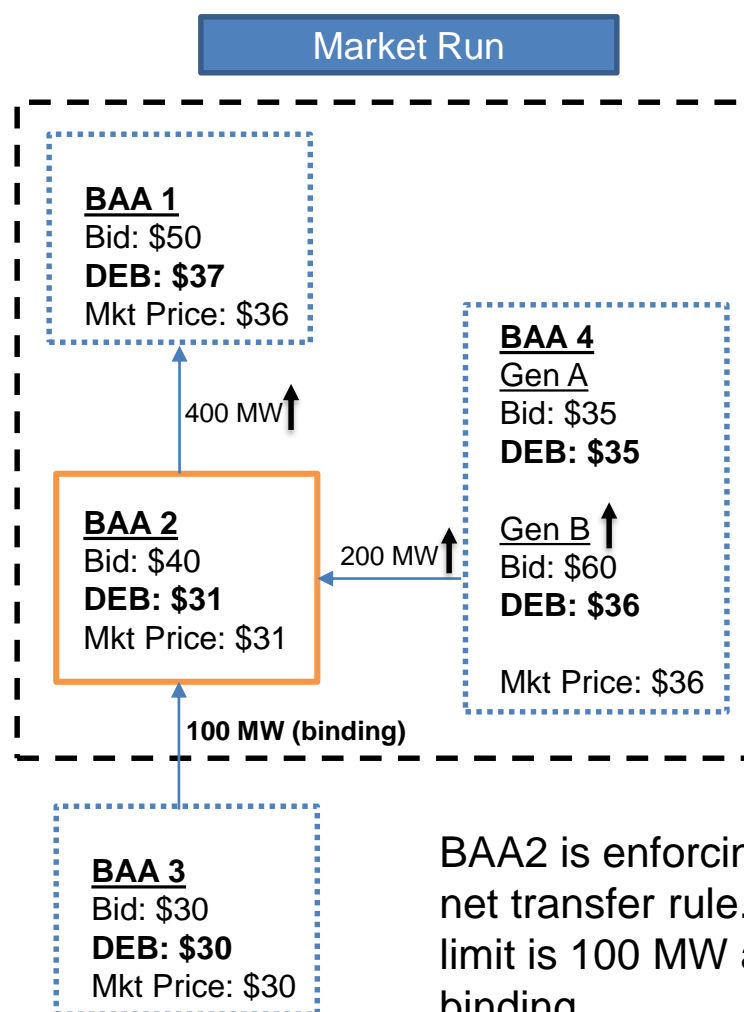 Market Run
BAA 1
Bid: $50
DEB: $37
Mkt Price: $36
400 MW
BAA 2
Bid: $40
DEB: $31
Mkt Price: $31
200 MW
BAA 4
Gen A
Bid: $35
DEB: $35
Gen B
Bid: $60
DEB: $36
Mkt Price: $36
100 MW (binding)
BAA 3
Bid: $30
DEB: $30
Mkt Price: $30
BAA2 is
net transfer rule.
limit is 100 MW
binding